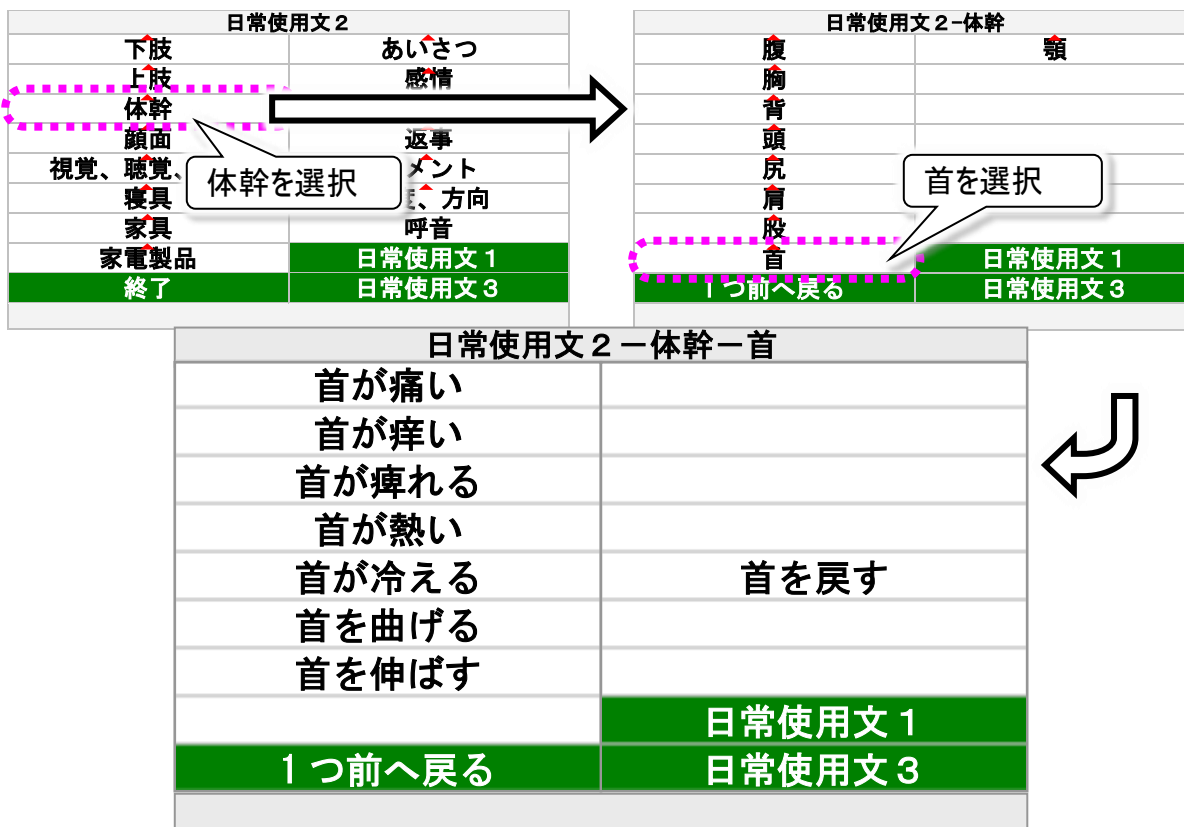 日常使用文２
下肢 あいさつ
上肢 感情
体幹
顔面 返事
視覚、聴覚、 メント
寝具 、方向
家具 呼音
家電製品 日常使用文１
終了 日常使用文３
体幹を選択
日常使用文２-体幹
腹 顎
胸
背
頭
尻
肩
股
首 日常使用文１
１つ前へ戻る 日常使用文３
首を選択
日常使用文２－体幹－首
首が痛い
首が痒い
首が痺れる
首が熱い
首が冷える 首を戻す
首を曲げる
首を伸ばす
日常使用文１
１つ前へ戻る 日常使用文３